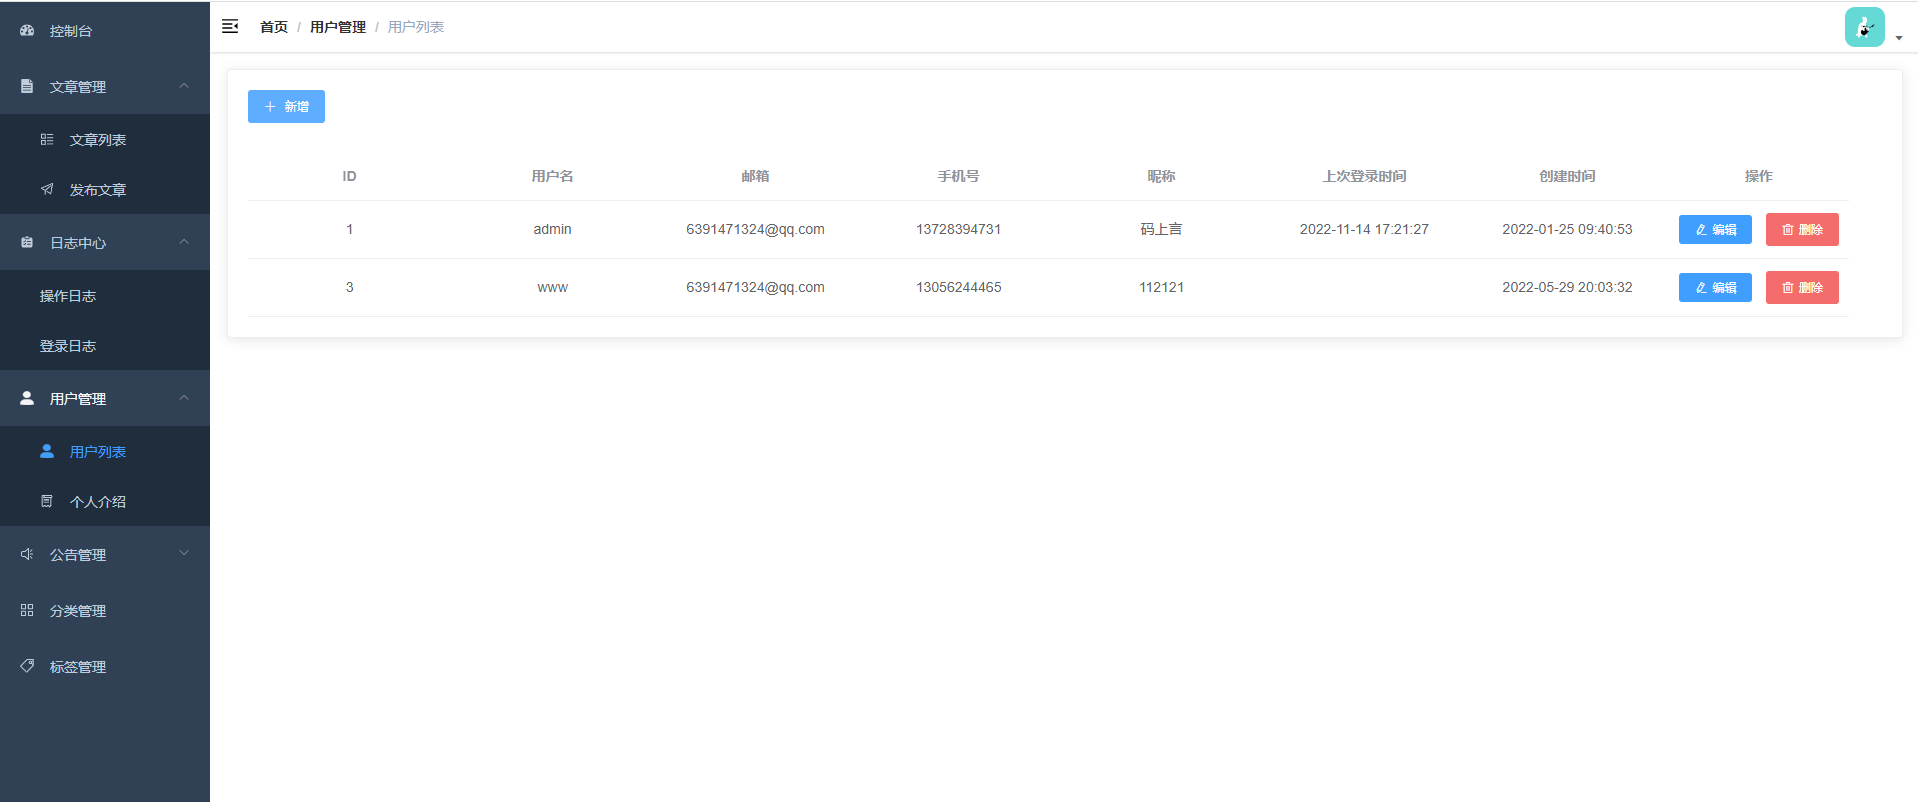 控制台
文章管理
文章列表
发布文章
日志中心
操作日志
登录日志
用户管理
用户列表
个人介绍
公告管理
分类管理
标签管理
首页 / 用户管理 / 用户列表
新增
ID 用户名 邮箱 手机号 昵称 上次登录时间 创建时间 操作
1 admin 6391471324@qq.com 13728394731 码上言 2022-11-14 17:21:27 2022-01-25 09:40:53 编辑 删除
3 www 6391471324@qq.com 13056244465 112121 2022-05-29 20:03:32 编辑 删除